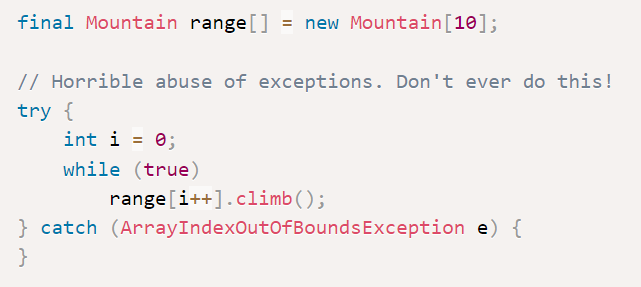 final Mountain range[] = new Mountain[10];
// Horrible abuse of exceptions. Don't ever do this!
try {
    int i = 0;
    while (true)
        range[i++].climb();
} catch (ArrayIndexOutOfBoundsException e) {
}